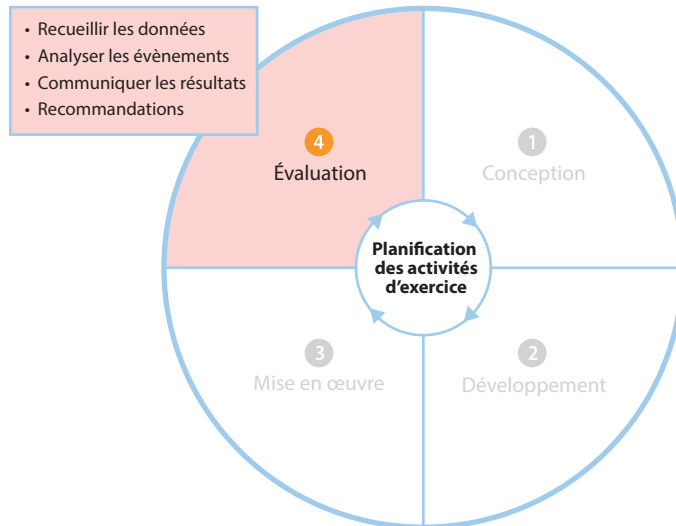 • Recueillir les données
• Analyser les évènements
• Communiquer les résultats
• Recommandations
4
Évaluation
1
Conception
Planification
des activités
d'exercice
3
Mise en œuvre
2
Développement